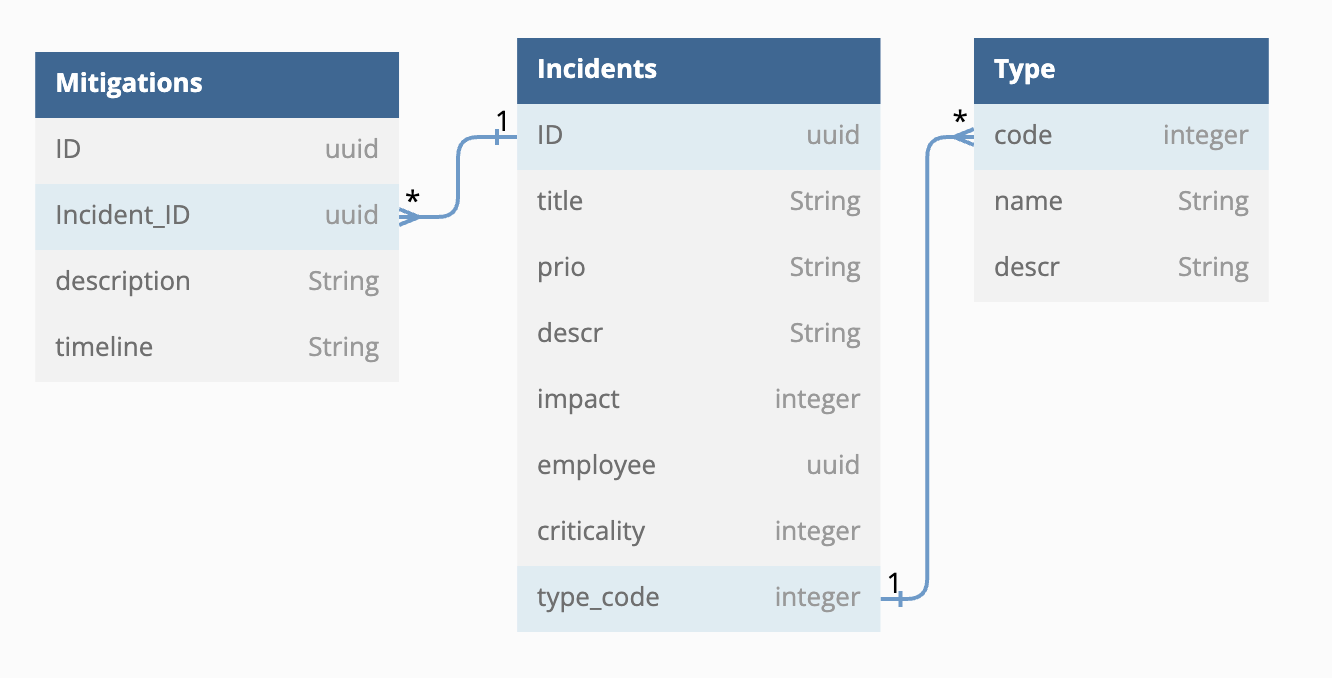 Mitigations
ID uuid
Incident_ID uuid
description String
timeline String
1
*
Incidents
ID uuid
title String
prio String
descr String
impact integer
employee uuid
criticality integer
type_code integer
1
*
Type
code integer
name String
descr String